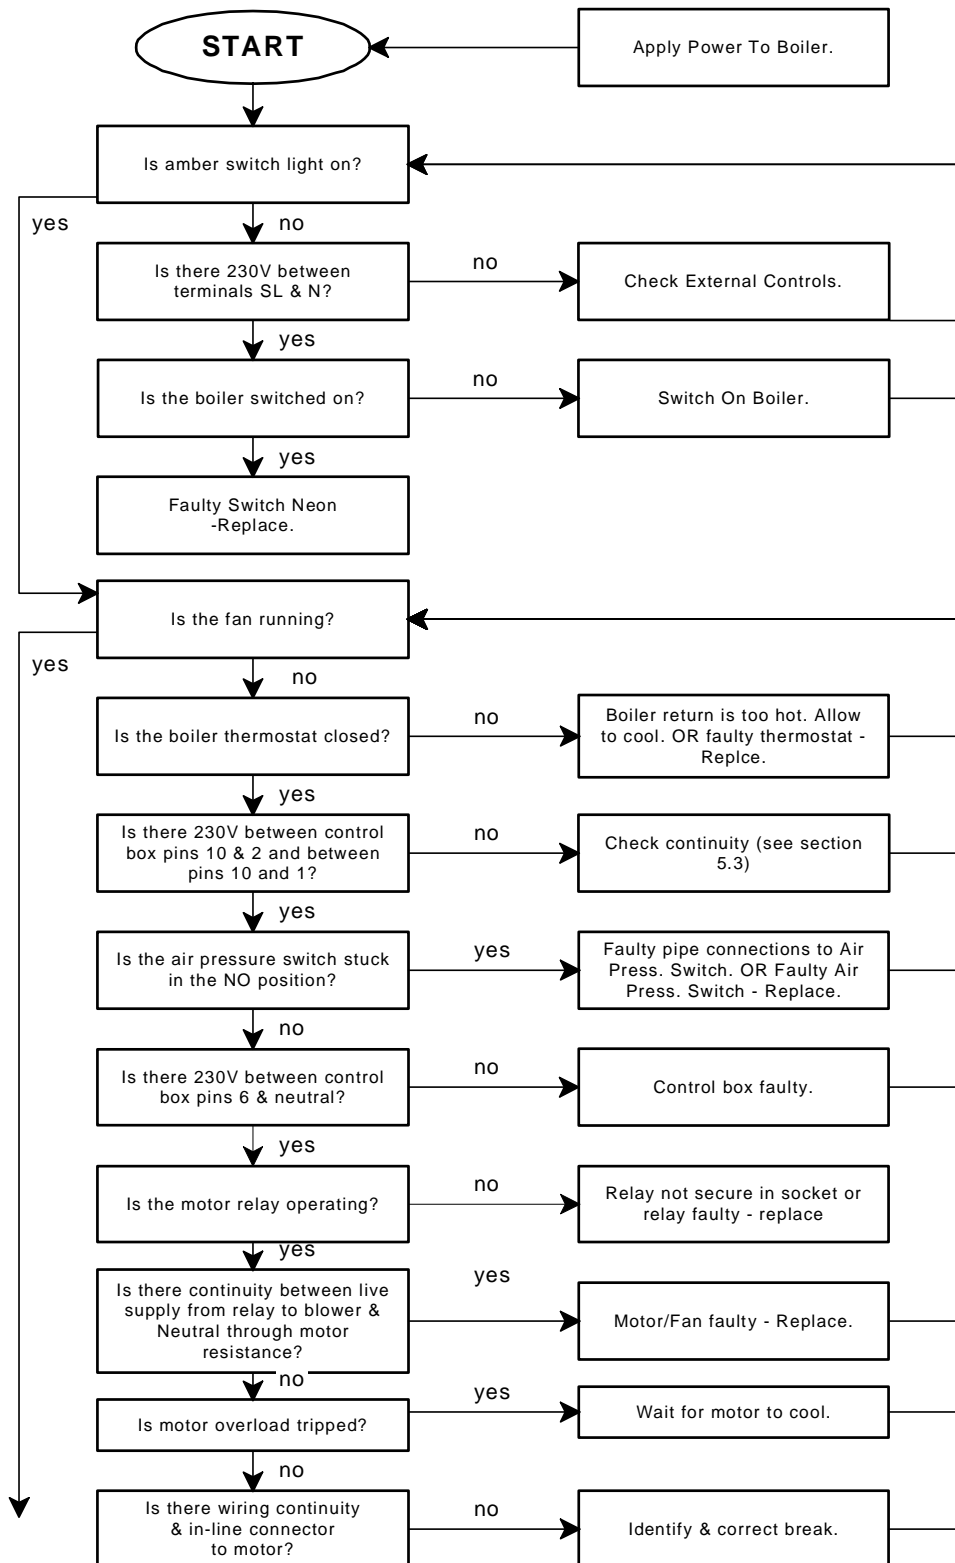 START
Apply Power To Boiler.
Is amber switch light on?
yes
no
Is there 230V between
terminals SL & N?
no
Check External Controls.
yes
Is the boiler switched on?
no
Switch On Boiler.
yes
Faulty Switch Neon
-Replace.
Is the fan running?
yes
no
Is the boiler thermostat closed?
no
Boiler return is too hot. Allow
to cool. OR faulty thermostat -
Replce.
yes
Is there 230V between control
box pins 10 & 2 and between
pins 10 and 1?
no
Check continuity (see section
5.3)
yes
Is the air pressure switch stuck
in the NO position?
yes
Faulty pipe connections to Air
Press. Switch. OR Faulty Air
Press. Switch - Replace.
no
Is there 230V between control
box pins 6 & neutral?
no
Control box faulty.
yes
Is the motor relay operating?
no
Relay not secure in socket or
relay faulty - replace
yes
Is there continuity between live
supply from relay to blower &
Neutral through motor
resistance?
yes
Motor/Fan faulty - Replace.
no
Is motor overload tripped?
yes
Wait for motor to cool.
no
Is there wiring continuity
& in-line connector
to motor?
no
Identify & correct break.